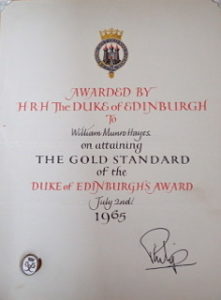 AWARDED BY
HRH The DUKE of EDINBURGH
To
William Munro Hayes
on attaining
THE GOLD STANDARD
of the
DUKE of EDINBURGH'S AWARD
July 2nd
1965
Philip